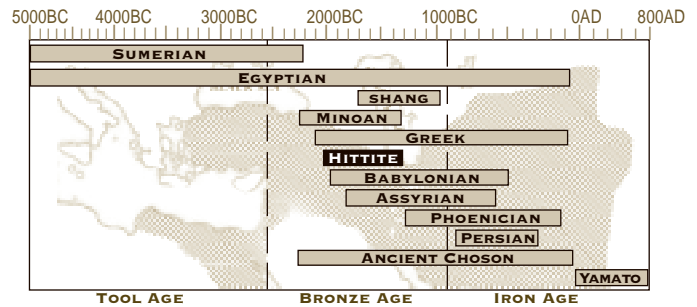 5000BC 4000BC 3000BC 2000BC 1000BC 0AD 800AD
SUMERIAN
EGYPTIAN
SHANG
MINOAN
GREEK
HITTITE
BABYLONIAN
ASSYRIAN
PHOENICIAN
PERSIAN
ANCIENT CHOSON
YAMATO
TOOL AGE BRONZE AGE IRON AGE